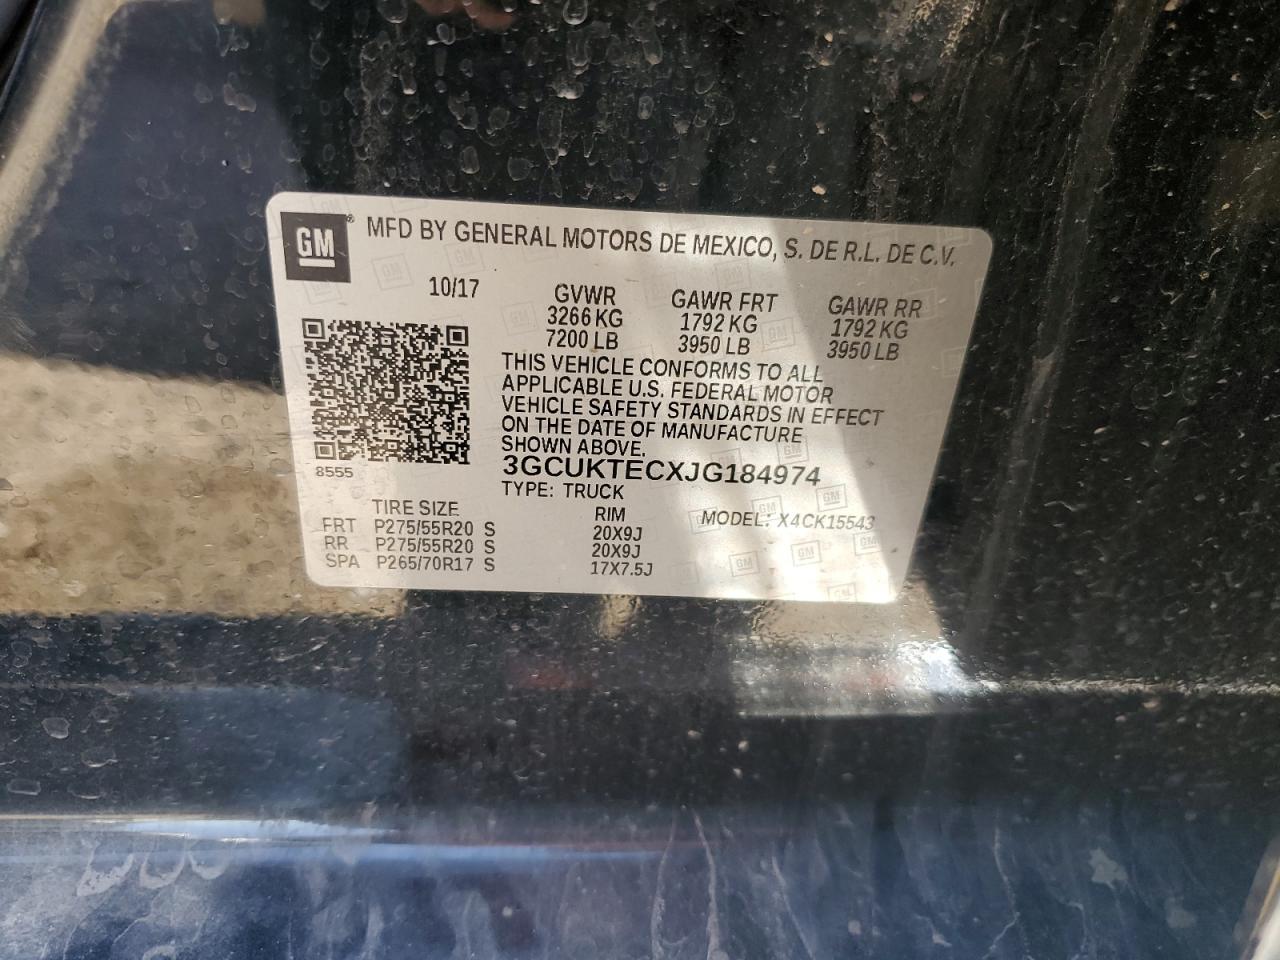 GM® MFD BY GENERAL MOTORS DE MEXICO, S. DE R.L. DE C.V.
10/17 GVWR GAWR FRT GAWR RR
3266 KG 1792 KG 1792 KG
7200 LB 3950 LB 3950 LB
THIS VEHICLE CONFORMS TO ALL
APPLICABLE U.S. FEDERAL MOTOR
VEHICLE SAFETY STANDARDS IN EFFECT
ON THE DATE OF MANUFACTURE
SHOWN ABOVE.
8555 3GCUKTECXJG184974
TYPE: TRUCK
TIRE SIZE RIM MODEL: X4CK15543
FRT P275/55R20 S 20X9J
RR P275/55R20 S 20X9J
SPA P265/70R17 S 17X7.5J